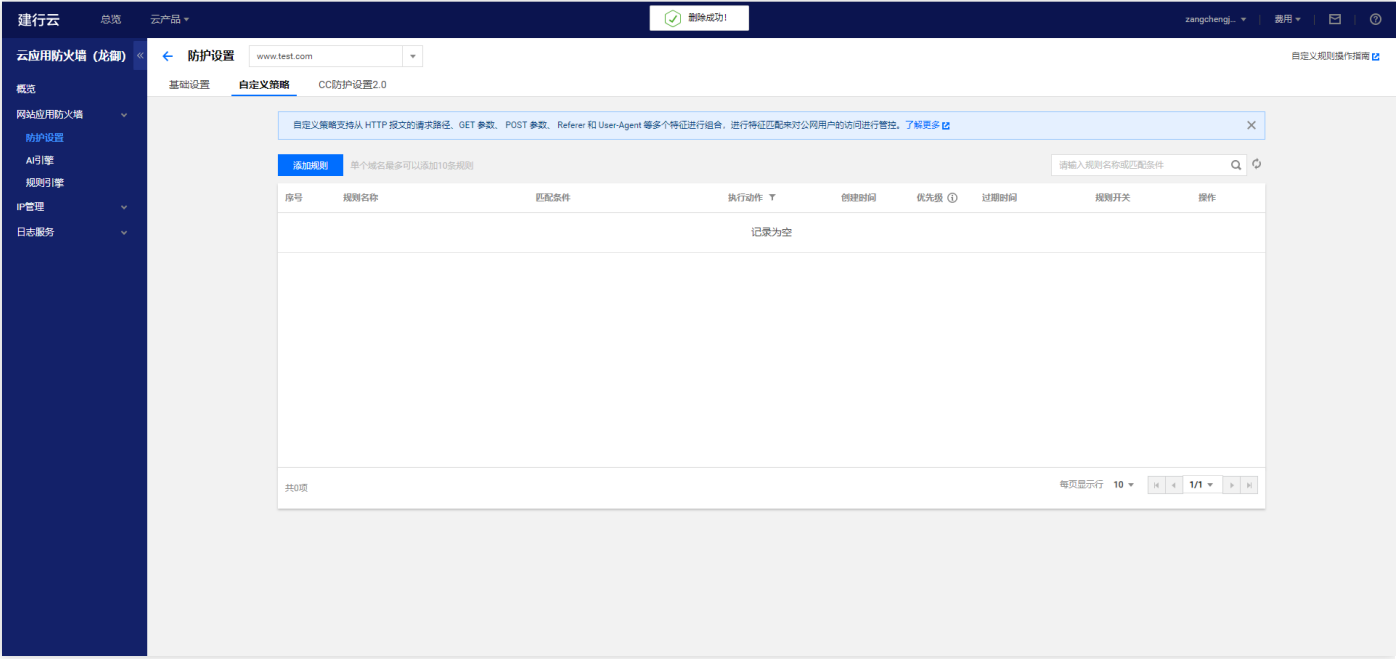 建行云 总览 云产品 删除成功! zangchengj... 费用
云应用防火墙（龙御） 防护设置 www.test.com 自定义规则操作指南
基础设置 自定义策略 CC防护设置2.0
概览
网站应用防火墙
防护设置
AI引擎
规则引擎
IP管理
日志服务
自定义策略支持从 HTTP 报文的请求路径、GET 参数、 POST 参数、 Referer 和 User-Agent 等多个特征进行组合，进行特征匹配来对公网用户的访问进行管控。了解更多
添加规则 单个域名最多可以添加10条规则 请输入规则名称或匹配条件
序号 规则名称 匹配条件 执行动作 创建时间 优先级 过期时间 规则开关 操作
记录为空
共0项 每页显示行 10 1/1